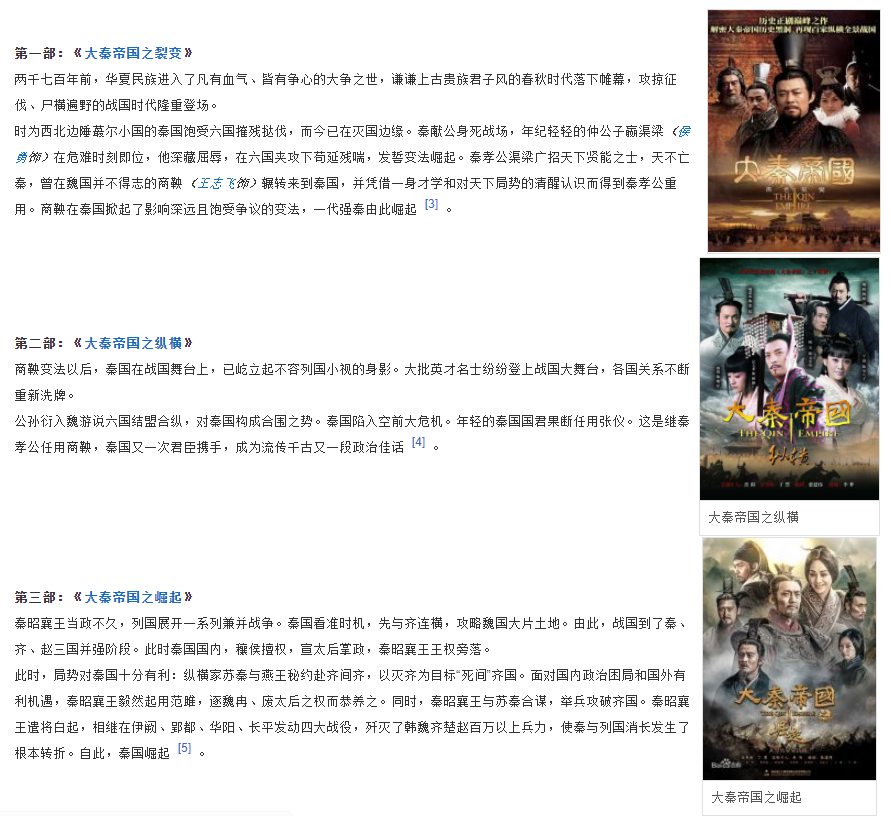 历史正剧巅峰之作
解密大秦帝国历史黑洞 再现百家纵横全景战国
第一部：《大秦帝国之裂变》
两千七百年前，华夏民族进入了凡有血气、皆有争心的大争之世，谦谦上古贵族君子风的春秋时代落下帷幕，攻掠征
伐、尸横遍野的战国时代隆重登场。
时为西北边陲蕞尔小国的秦国饱受六国摧残挞伐，而今已在灭国边缘。秦献公身死战场，年纪轻轻的仲公子嬴渠梁（侯
勇饰）在危难时刻即位，他深藏屈辱，在六国夹攻下苟延残喘，发誓变法崛起。秦孝公渠梁广招天下贤能之士，天不亡
秦，曾在魏国并不得志的商鞅（王志飞饰）辗转来到秦国，并凭借一身才学和对天下局势的清醒认识而得到秦孝公重
用。商鞅在秦国掀起了影响深远且饱受争议的变法，一代强秦由此崛起 [3] 。
大秦帝國
THE QIN
EMPIRE
第二部：《大秦帝国之纵横》
商鞅变法以后，秦国在战国舞台上，已屹立起不容列国小视的身影。大批英才名士纷纷登上战国大舞台，各国关系不断
重新洗牌。
公孙衍入魏游说六国结盟合纵，对秦国构成合围之势。秦国陷入空前大危机。年轻的秦国国君果断任用张仪。这是继秦
孝公任用商鞅，秦国又一次君臣携手，成为流传千古又一段政治佳话 [4] 。
大秦帝國
THE QIN EMPIRE
纵横
大秦帝国之纵横
第三部：《大秦帝国之崛起》
秦昭襄王当政不久，列国展开一系列兼并战争。秦国看准时机，先与齐连横，攻略魏国大片土地。由此，战国到了秦、
齐、赵三国并强阶段。此时秦国国内，穰侯擅权，宣太后掌政，秦昭襄王王权旁落。
此时，局势对秦国十分有利：纵横家苏秦与燕王秘约赴齐间齐，以灭齐为目标“死间”齐国。面对国内政治困局和国外有
利机遇，秦昭襄王毅然起用范雎，逐魏冉、废太后之权而恭养之。同时，秦昭襄王与苏秦合谋，举兵攻破齐国。秦昭襄
王遣将白起，相继在伊阙、鄢都、华阳、长平发动四大战役，歼灭了韩魏齐楚赵百万以上兵力，使秦与列国消长发生了
根本转折。自此，秦国崛起 [5] 。
大秦帝國
之
崛起
Bai百科
大秦帝国之崛起